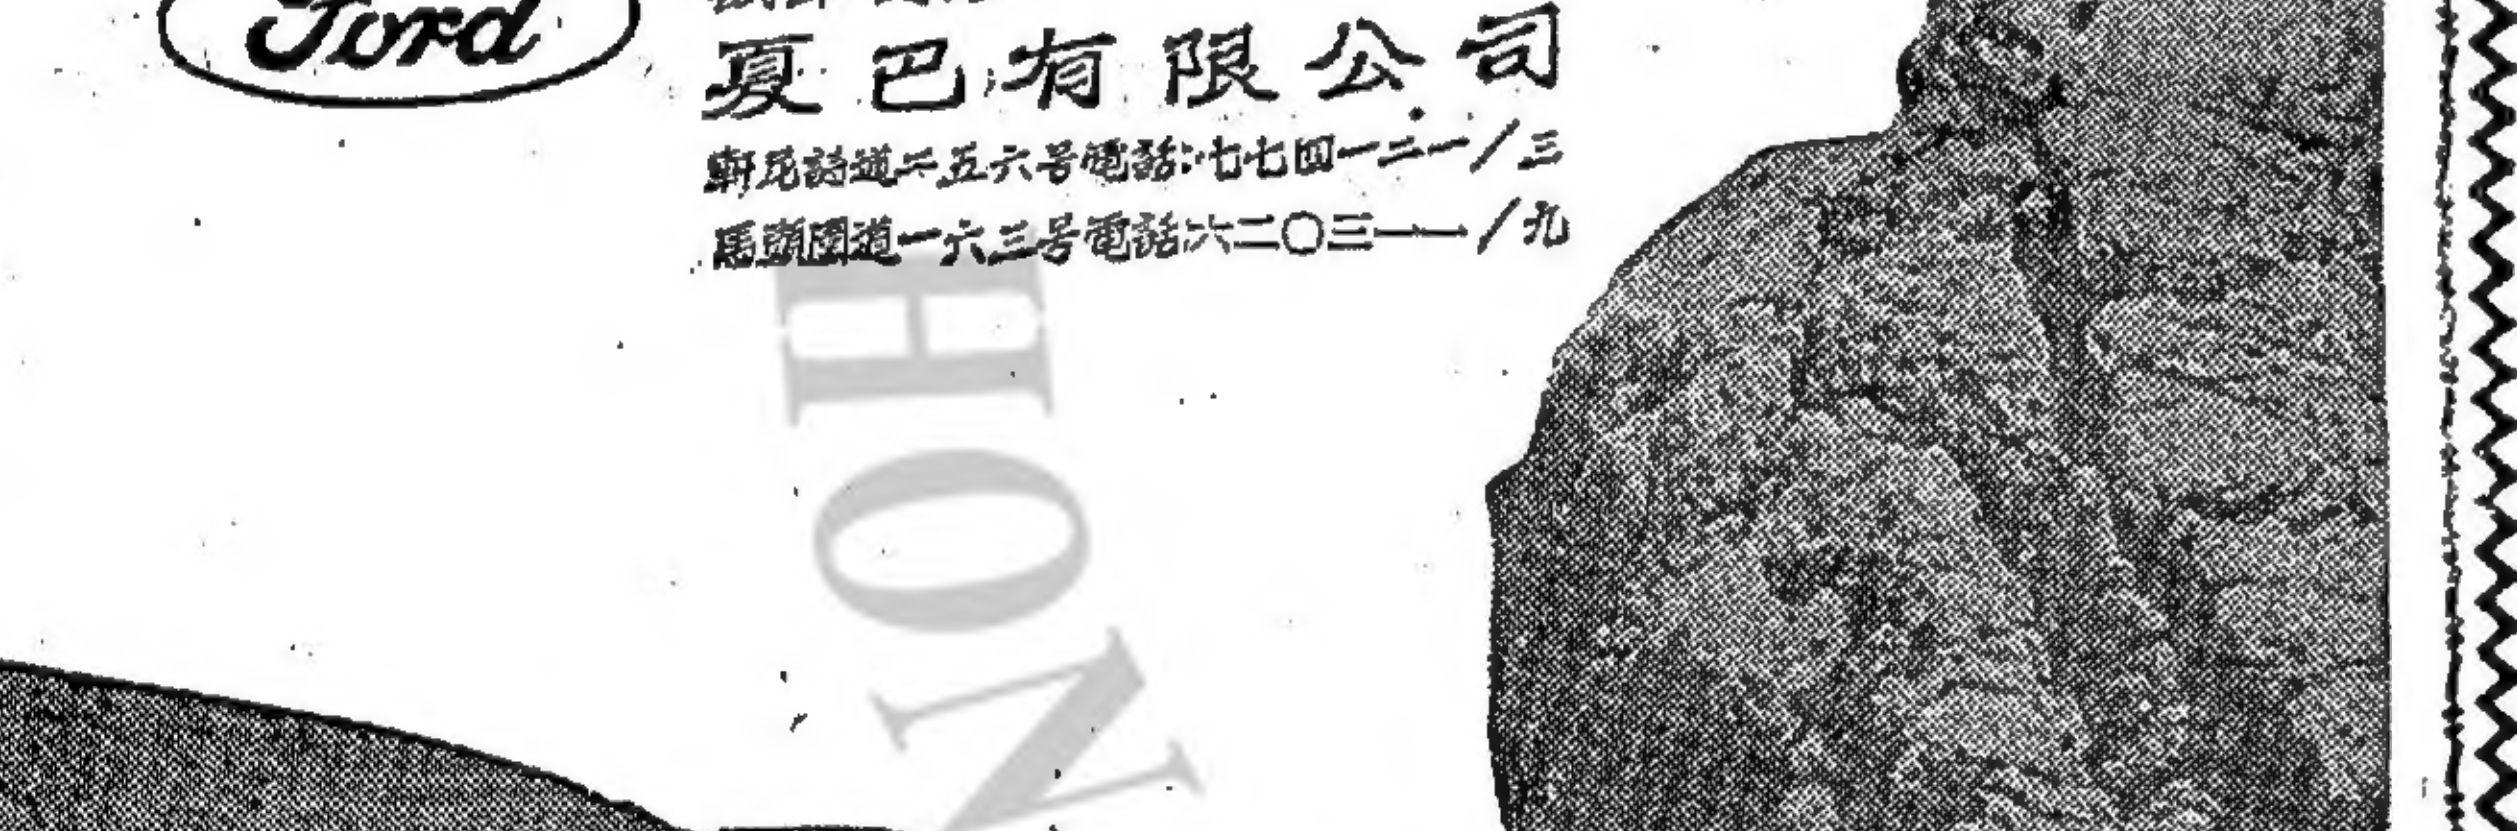 Ford
夏巴有限公司
軒尼詩道二五六号電話:七七四一二一/三
馬頭圍道一六三号電話六二〇三一一/九
HON